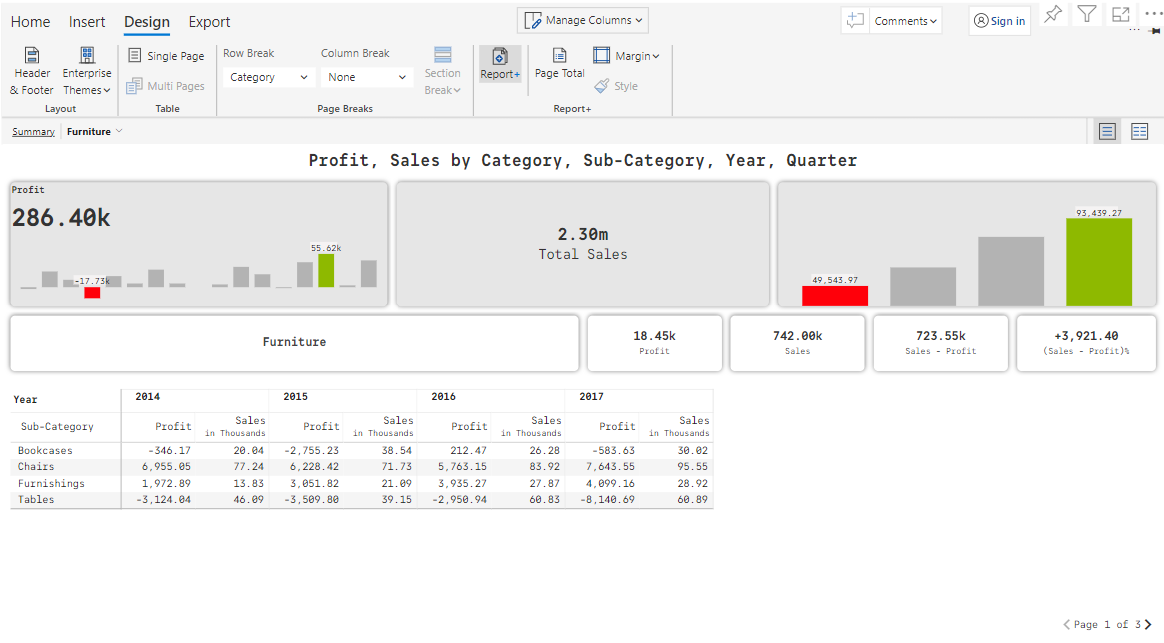 Home Insert Design Export Manage Columns Comments Sign in
Header & Footer Enterprise Themes Single Page Multi Pages Row Break Category Column Break None Section Break Report+ Page Total Margin Style
Layout Table Page Breaks Report+
Summary Furniture
Profit, Sales by Category, Sub-Category, Year, Quarter
Profit
286.40k
55.62k
-17.73k
2.30m
Total Sales
93,439.27
49,543.97
Furniture
18.45k
Profit
742.00k
Sales
723.55k
Sales - Profit
+3,921.40
(Sales - Profit)%
Year 2014 2015 2016 2017
Sub-Category Profit Sales in Thousands Profit Sales in Thousands Profit Sales in Thousands Profit Sales in Thousands
Bookcases -346.17 20.04 -2,755.23 38.54 212.47 26.28 -583.63 30.02
Chairs 6,955.05 77.24 6,228.42 71.73 5,763.15 83.92 7,643.55 95.55
Furnishings 1,972.89 13.83 3,051.82 21.09 3,935.27 27.87 4,099.16 28.92
Tables -3,124.04 46.09 -3,509.80 39.15 -2,950.94 60.83 -8,140.69 60.89
Page 1 of 3